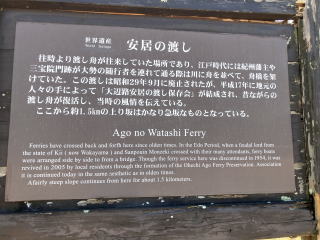 世界遺産
World Heritage
安居の渡し
往時より渡し舟が往来していた場所であり、江戸時代には紀州藩主や
三宝院門跡が大勢の随行者を連れて通る際は川に舟を並べて、舟橋を架
けていた。この渡しは昭和29年9月に廃止されたが、平成17年に地元の
人々の手によって「大辺路安居の渡し保存会」が結成され、昔ながらの
渡し舟が復活し、当時の風情を伝えている。
ここから約1.5kmの上り坂はかなり急坂なものとなっている。
Ago no Watashi Ferry
Ferries have crossed back and forth here since olden times. In the Edo Period, when a feudal lord from
the state of Kii ( now Wakayama ) and Sanpouin Monzeki crossed with their many attendants, ferry boats
were arranged side by side to from a bridge. Though the ferry service here was discontinued in 1954, it was
revived in 2005 by local residents through the formation of the Ohechi Ago Ferry Preservation Association
it is continued today in the same aesthetic as in olden times.
Afairly steep slope continues from here for about 1.5 kilometers.